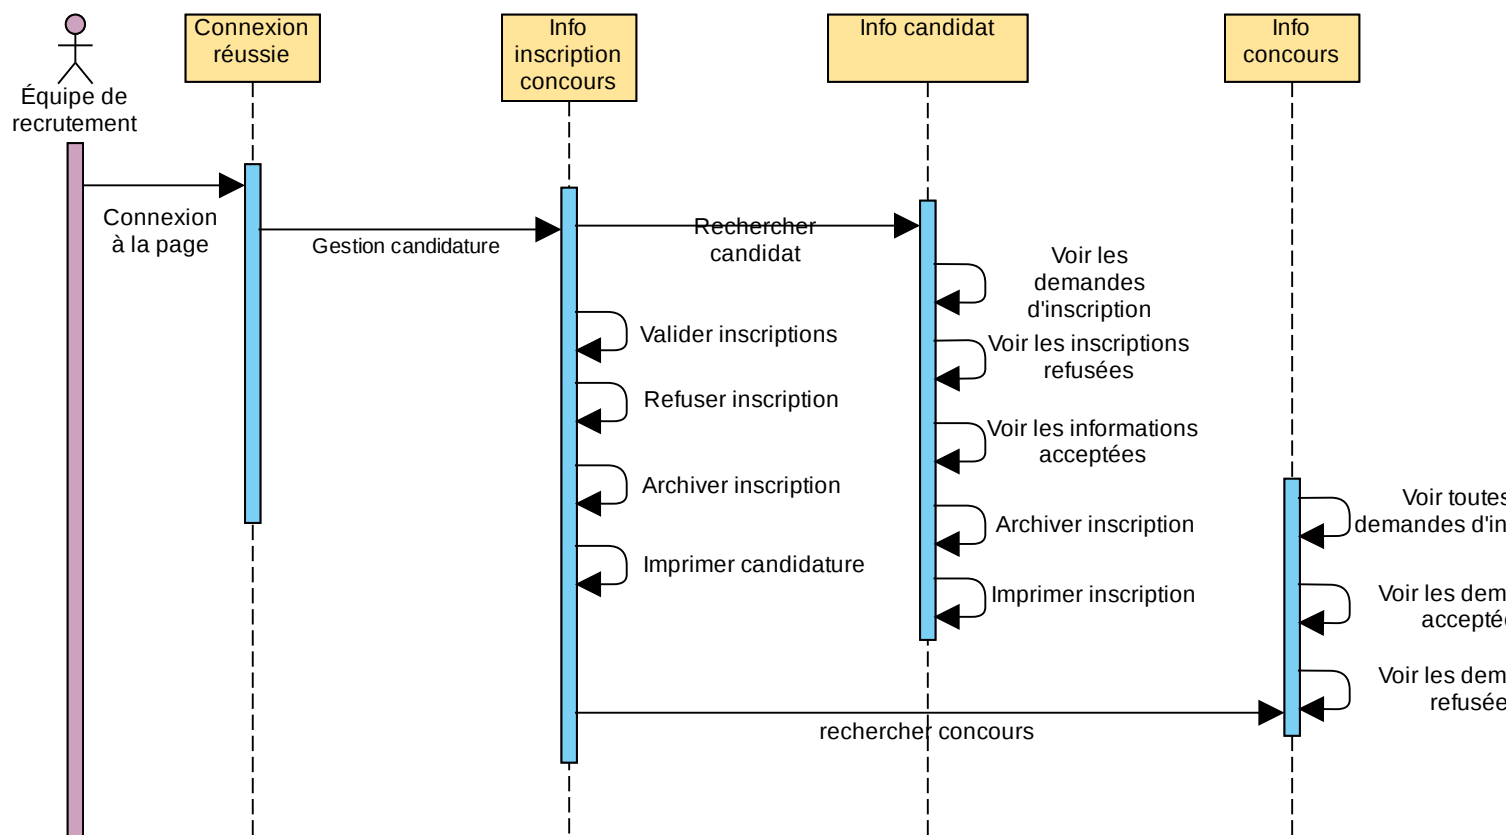 Équipe de
recrutement
Connexion
réussie
Info
inscription
concours
Info candidat
Info
concours
Connexion
à la page
Gestion candidature
Rechercher
candidat
Voir les
demandes
d'inscription
Valider inscriptions
Voir les inscriptions
refusées
Refuser inscription
Voir les informations
acceptées
Archiver inscription
Archiver inscription
Imprimer candidature
Imprimer inscription
Voir toutes
demandes
Voir les
Voir les
rechercher concours